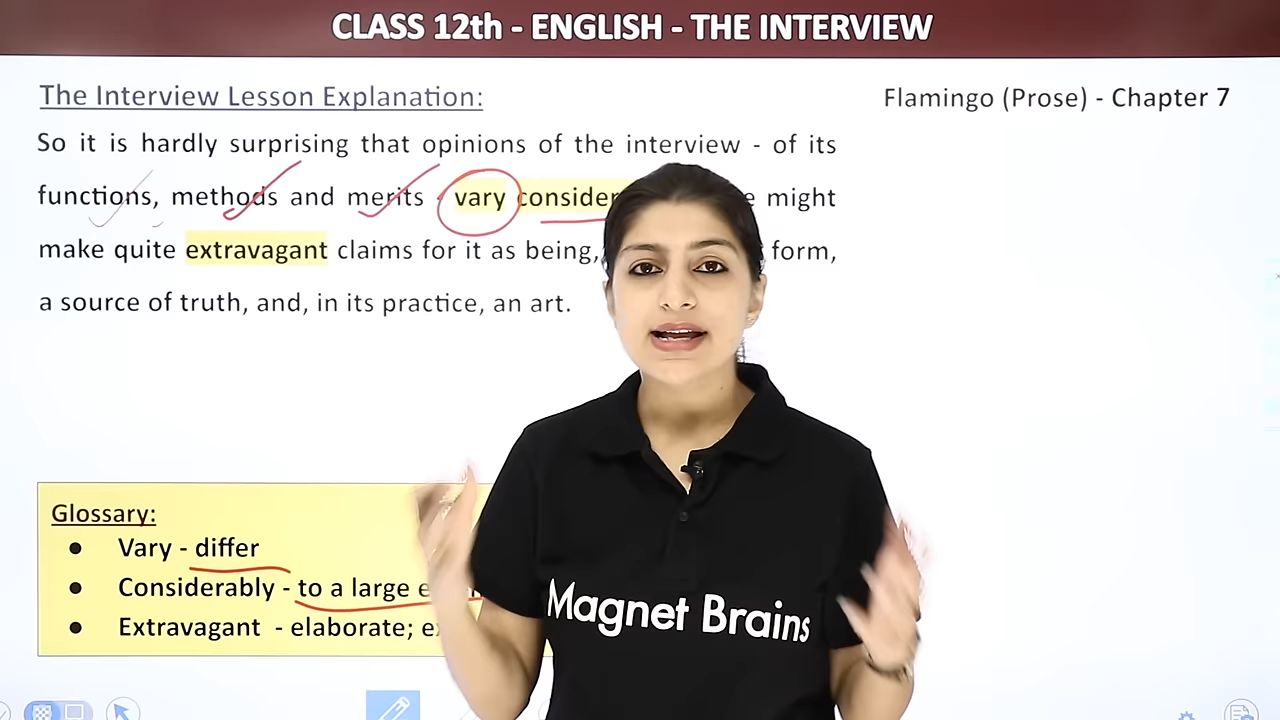 CLASS 12th - ENGLISH - THE INTERVIEW
The Interview Lesson Explanation:
Flamingo (Prose) - Chapter 7
So it is hardly surprising that opinions of the interview - of its
functions, methods and merits - vary might
make quite extravagant claims for it as being, form,
a source of truth, and, in its practice, an art.
Glossary:
● Vary - differ
● Considerably - to a large
● Extravagant - elaborate;
Magnet Brains